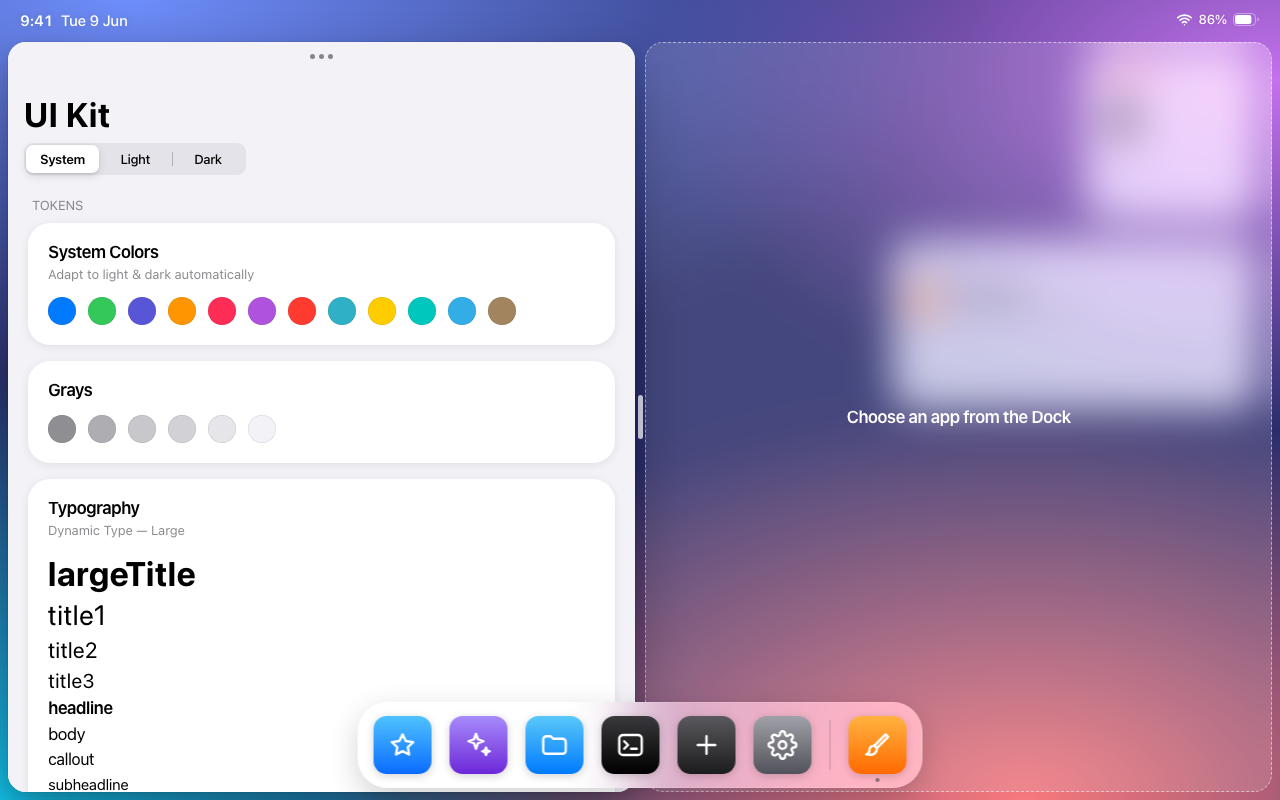 9:41 Tue 9 Jun
86%
UI Kit
System Light Dark
TOKENS
System Colors
Adapt to light & dark automatically
Grays
Choose an app from the Dock
Typography
Dynamic Type — Large
largeTitle
title1
title2
title3
headline
body
callout
subheadline